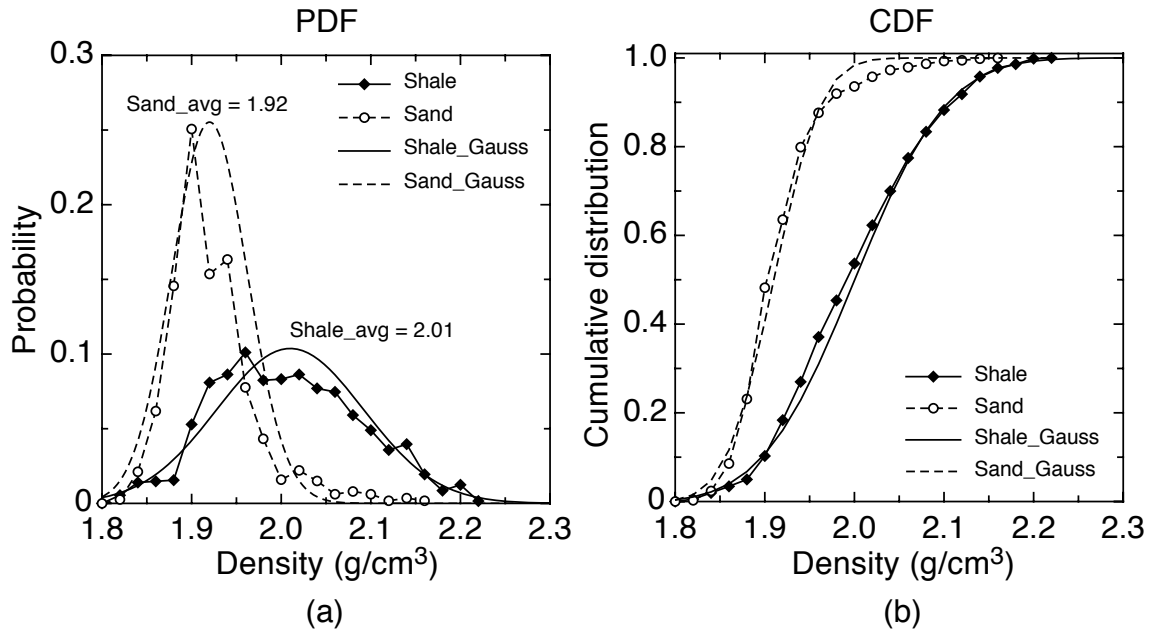 PDF
0.3
0.2
0.1
0
Probability
Sand_avg = 1.92
Shale
Sand
Shale_Gauss
Sand_Gauss
Shale_avg = 2.01
1.8 1.9 2.0 2.1 2.2 2.3
Density (g/cm³)
(a)
CDF
1.0
0.8
0.6
0.4
0.2
0
Cumulative distribution
Shale
Sand
Shale_Gauss
Sand_Gauss
1.8 1.9 2.0 2.1 2.2 2.3
Density (g/cm³)
(b)